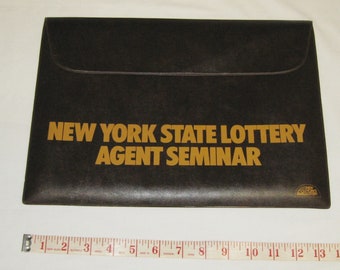 NEW YORK STATE LOTTERY
AGENT SEMINAR
1 2 3 4 5 6 7 8 9 10 11 12 13